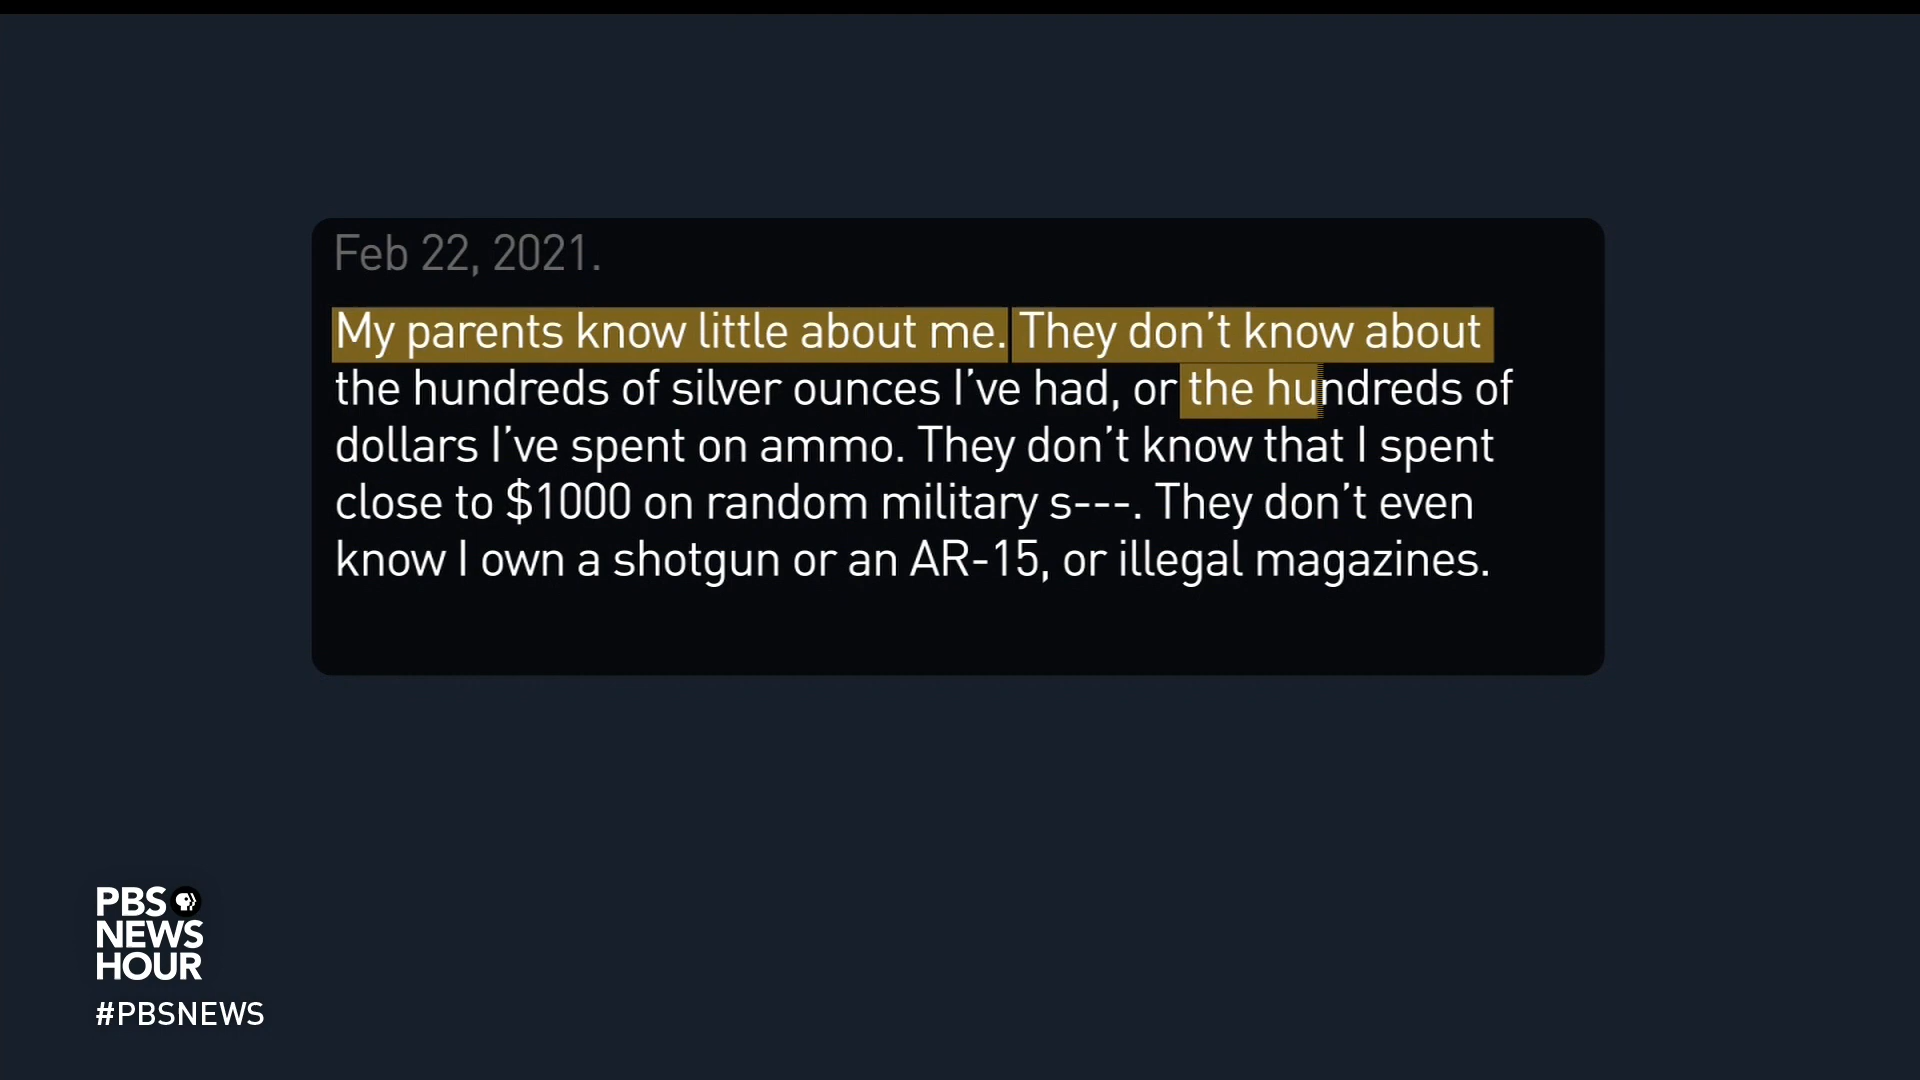 Feb 22, 2021.
My parents know little about me. They don’t know about
the hundreds of silver ounces I’ve had, or the hundreds of
dollars I’ve spent on ammo. They don’t know that I spent
close to $1000 on random military s---. They don’t even
know I own a shotgun or an AR-15, or illegal magazines.
PBS
NEWS
HOUR
#PBSNEWS